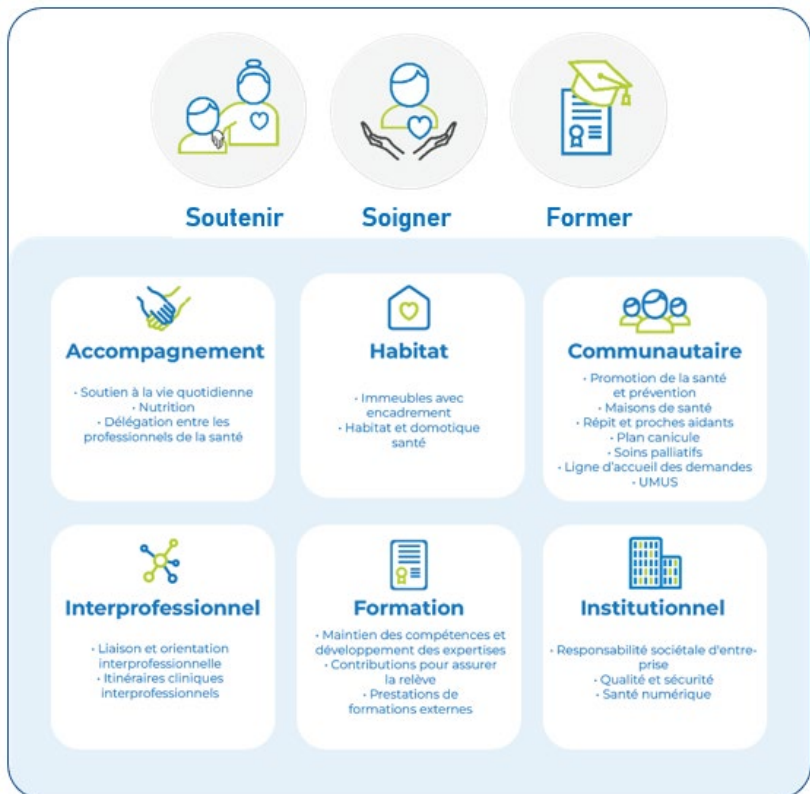 Soutenir
Soigner
Former
Accompagnement
• Soutien à la vie quotidienne
• Nutrition
• Délégation entre les
professionnels de la santé
Habitat
• Immeubles avec
encadrement
• Habitat et domotique
santé
Communautaire
• Promotion de la santé
et prévention
• Maisons de santé
• Répit et proches aidants
• Plan canicule
• Soins palliatifs
• Ligne d'accueil des demandes
• UMUS
Interprofessionnel
• Liaison et orientation
interprofessionnelle
• Itinéraires cliniques
interprofessionnels
Formation
• Maintien des compétences et
développement des expertises
• Contributions pour assurer
la relève
• Prestations de
formations externes
Institutionnel
• Responsabilité sociétale d'entre-
prise
• Qualité et sécurité
• Santé numérique